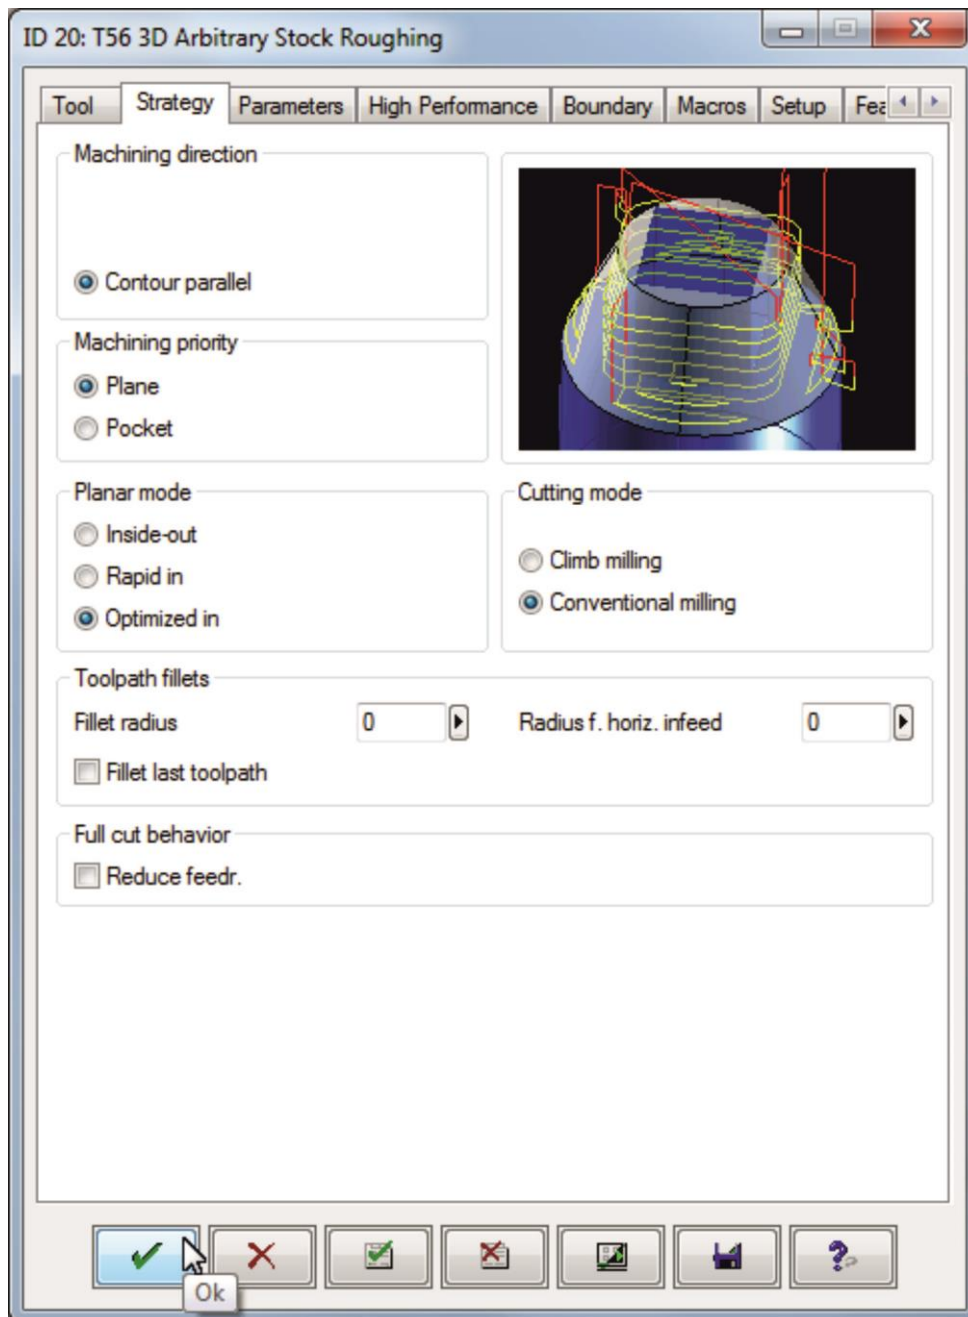 ID 20: T56 3D Arbitrary Stock Roughing
Tool Strategy Parameters High Performance Boundary Macros Setup Fea
Machining direction
Contour parallel
Machining priority
Plane
Pocket
Planar mode
Inside-out
Rapid in
Optimized in
Cutting mode
Climb milling
Conventional milling
Toolpath fillets
Fillet radius 0 Radius f. horiz. infeed 0
Fillet last toolpath
Full cut behavior
Reduce feedr.
Ok